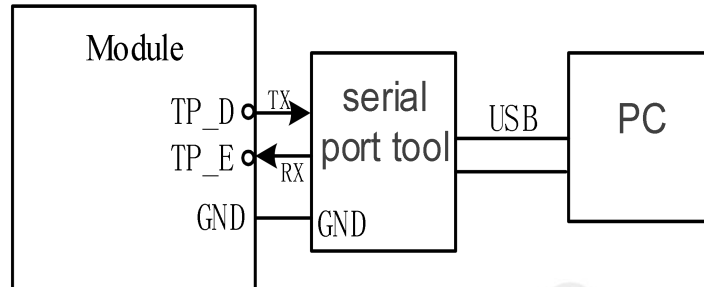 Module
TP_D
TX
serial
port tool
USB
PC
TP_E
RX
GND
GND